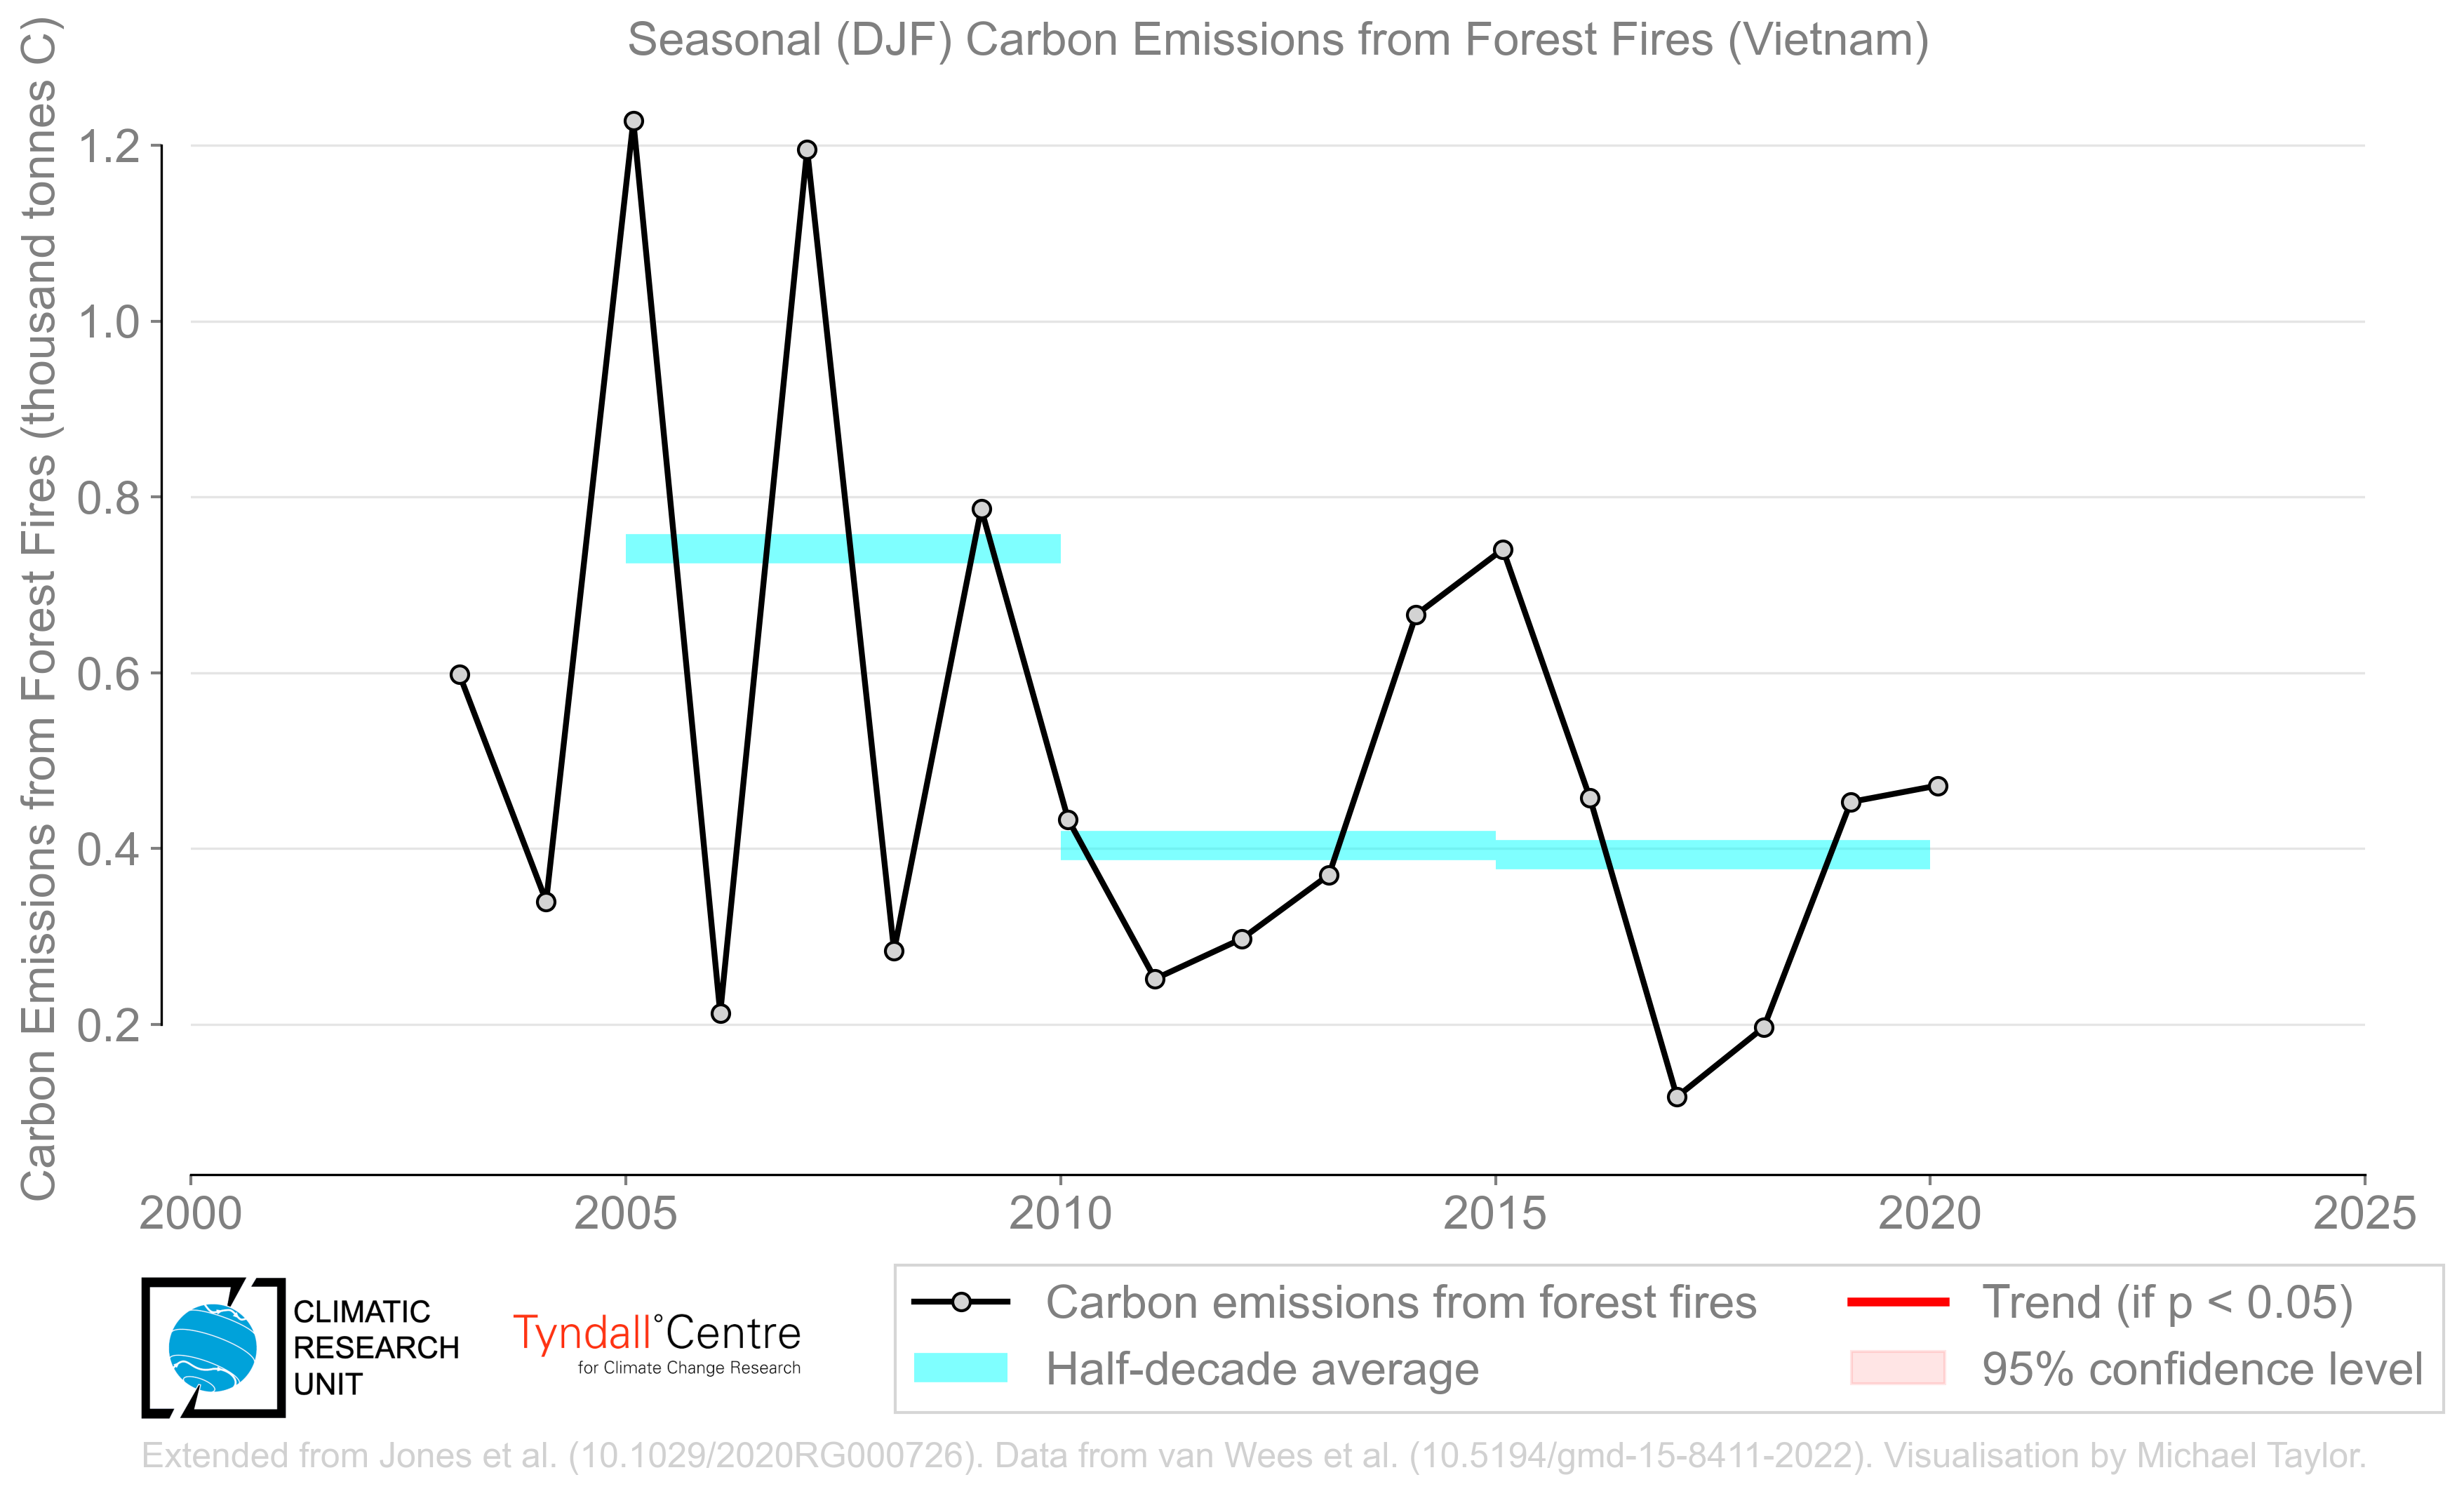 Seasonal (DJF) Carbon Emissions from Forest Fires (Vietnam)
Carbon Emissions from Forest Fires (thousand tonnes C)
1.2
1.0
0.8
0.6
0.4
0.2
2000
2005
2010
2015
2020
2025
CLIMATIC
RESEARCH
UNIT
Tyndall°Centre
for Climate Change Research
Carbon emissions from forest fires
Half-decade average
Trend (if p < 0.05)
95% confidence level
Extended from Jones et al. (10.1029/2020RG000726). Data from van Wees et al. (10.5194/gmd-15-8411-2022). Visualisation by Michael Taylor.